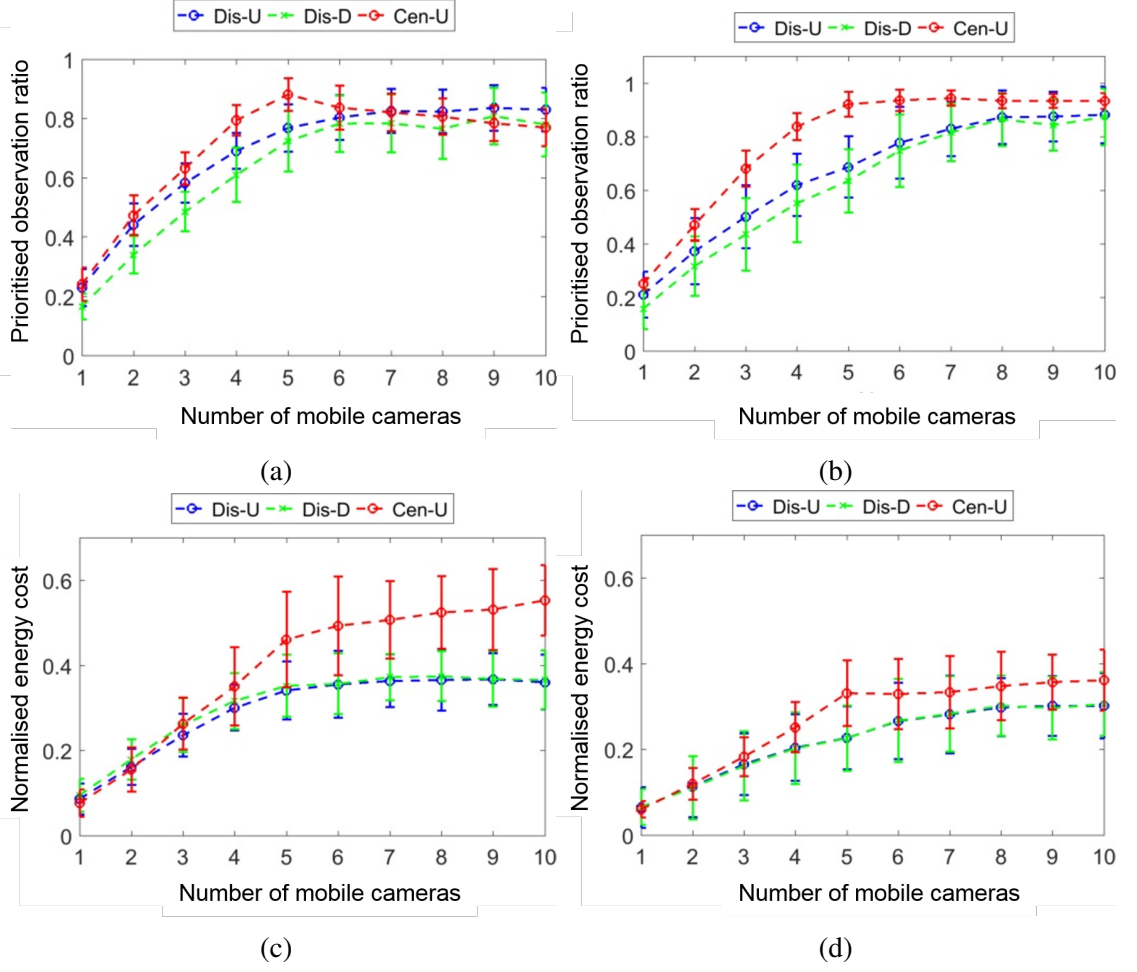 Dis-U Dis-D Cen-U
Prioritised observation ratio
1
0.8
0.6
0.4
0.2
0
1 2 3 4 5 6 7 8 9 10
Number of mobile cameras
(a)
Dis-U Dis-D Cen-U
Prioritised observation ratio
1
0.8
0.6
0.4
0.2
0
1 2 3 4 5 6 7 8 9 10
Number of mobile cameras
(b)
Dis-U Dis-D Cen-U
Normalised energy cost
0.6
0.4
0.2
0
1 2 3 4 5 6 7 8 9 10
Number of mobile cameras
(c)
Dis-U Dis-D Cen-U
Normalised energy cost
0.6
0.4
0.2
0
1 2 3 4 5 6 7 8 9 10
Number of mobile cameras
(d)